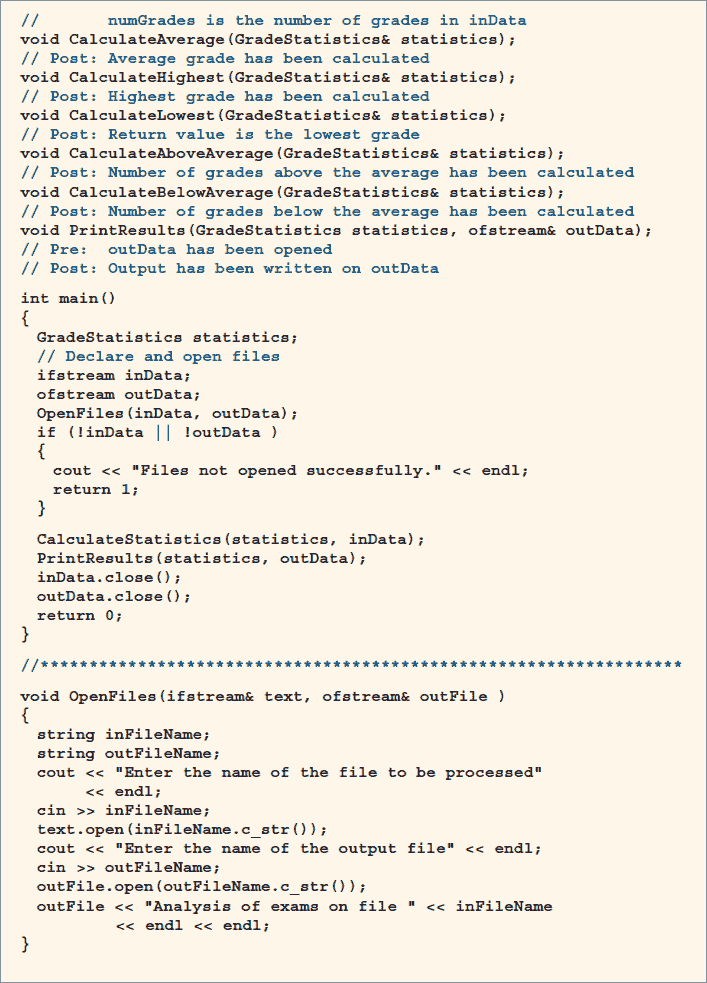 //      numGrades is the number of grades in inData
void CalculateAverage(GradeStatistics& statistics);
// Post: Average grade has been calculated
void CalculateHighest(GradeStatistics& statistics);
// Post: Highest grade has been calculated
void CalculateLowest(GradeStatistics& statistics);
// Post: Return value is the lowest grade
void CalculateAboveAverage(GradeStatistics& statistics);
// Post: Number of grades above the average has been calculated
void CalculateBelowAverage(GradeStatistics& statistics);
// Post: Number of grades below the average has been calculated
void PrintResults(GradeStatistics statistics, ofstream& outData);
// Pre:  outData has been opened
// Post: Output has been written on outData
int main()
{
  GradeStatistics statistics;
  // Declare and open files
  ifstream inData;
  ofstream outData;
  OpenFiles(inData, outData);
  if (!inData || !outData )
  {
    cout << "Files not opened successfully." << endl;
    return 1;
  }
  CalculateStatistics(statistics, inData);
  PrintResults(statistics, outData);
  inData.close();
  outData.close();
  return 0;
}
//******************************************************************
void OpenFiles(ifstream& text, ofstream& outFile )
{
  string inFileName;
  string outFileName;
  cout << "Enter the name of the file to be processed"
       << endl;
  cin >> inFileName;
  text.open(inFileName.c_str());
  cout << "Enter the name of the output file" << endl;
  cin >> outFileName;
  outFile.open(outFileName.c_str());
  outFile << "Analysis of exams on file " << inFileName
          << endl << endl;
}